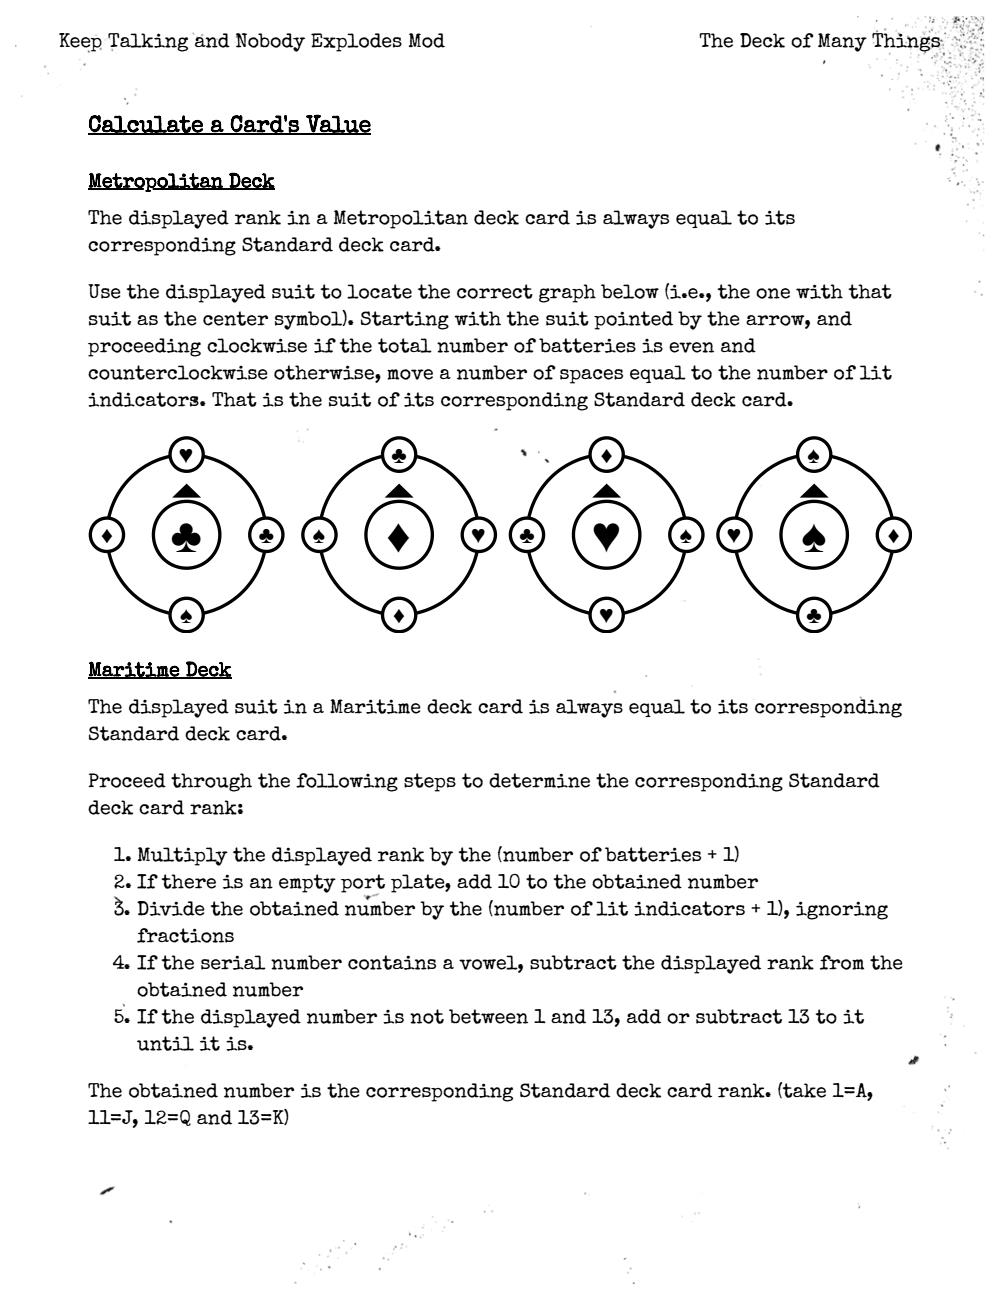 Keep Talking and Nobody Explodes Mod
The Deck of Many Things
Calculate a Card's Value
Metropolitan Deck
The displayed rank in a Metropolitan deck card is always equal to its
corresponding Standard deck card.
Use the displayed suit to locate the correct graph below (i.e., the one with that
suit as the center symbol). Starting with the suit pointed by the arrow, and
proceeding clockwise if the total number of batteries is even and
counterclockwise otherwise, move a number of spaces equal to the number of lit
indicators. That is the suit of its corresponding Standard deck card.
Maritime Deck
The displayed suit in a Maritime deck card is always equal to its corresponding
Standard deck card.
Proceed through the following steps to determine the corresponding Standard
deck card rank:
1. Multiply the displayed rank by the (number of batteries + 1)
2. If there is an empty port plate, add 10 to the obtained number
3. Divide the obtained number by the (number of lit indicators + 1), ignoring
fractions
4. If the serial number contains a vowel, subtract the displayed rank from the
obtained number
5. If the displayed number is not between 1 and 13, add or subtract 13 to it
until it is.
The obtained number is the corresponding Standard deck card rank. (take 1=A,
11=J, 12=Q and 13=K)